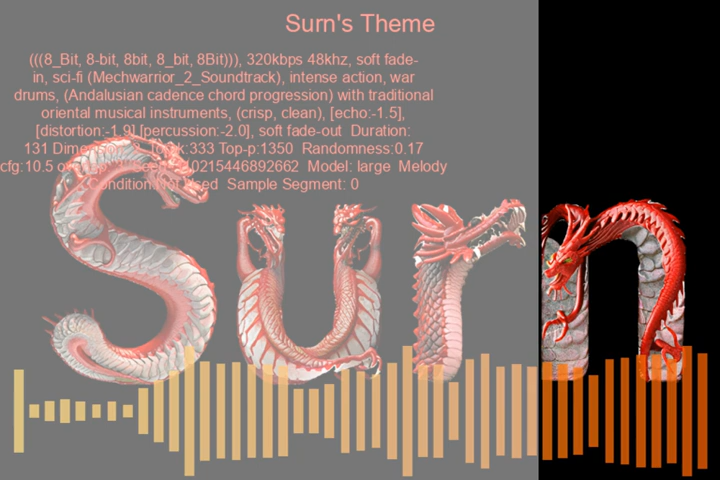 Surn's Theme
(((8_Bit, 8-bit, 8bit, 8_bit, 8Bit))), 320kbps 48khz, soft fade-
in, sci-fi (Mechwarrior_2_Soundtrack), intense action, war
drums, (Andalusian cadence chord progression) with traditional
oriental musical instruments, (crisp, clean), [echo:-1.5],
[distortion:-1.9] [percussion:-2.0], soft fade-out Duration:
131 Top-p:1350 Randomness:0.17
cfg:10.5 Model: large Melody
Condition Sample Segment: 0
Surn